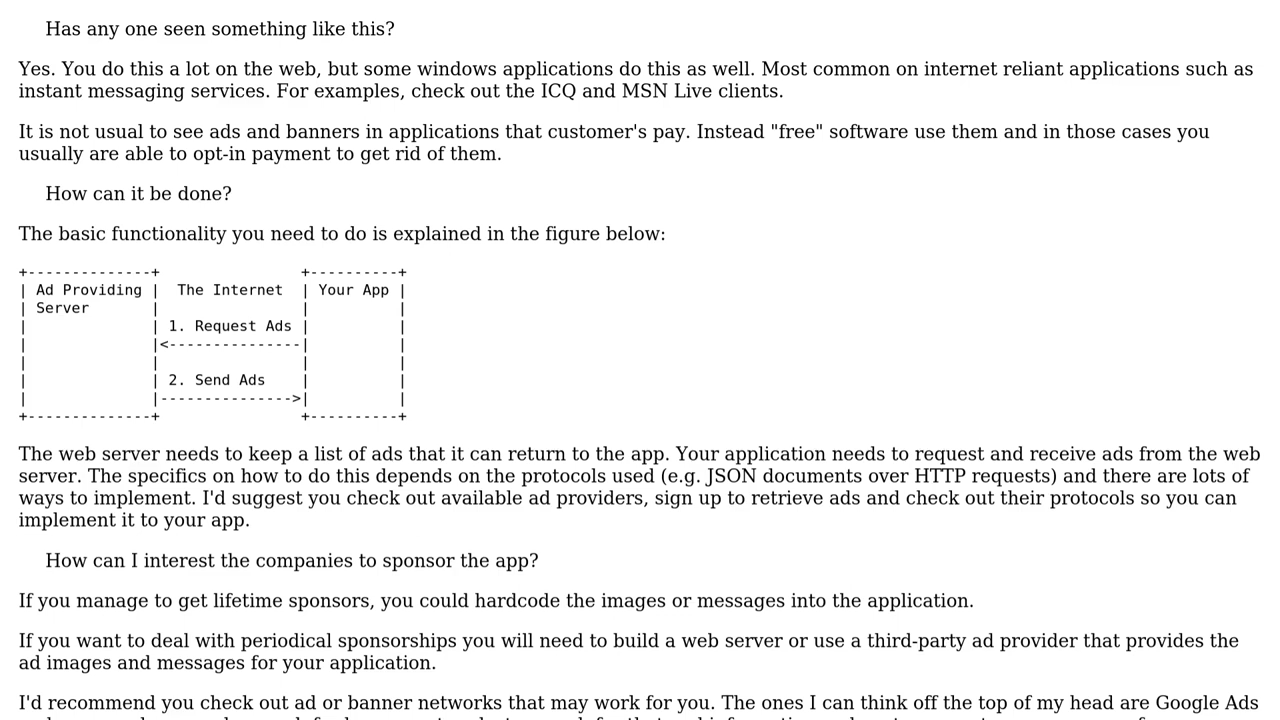 Has any one seen something like this?
Yes. You do this a lot on the web, but some windows applications do this as well. Most common on internet reliant applications such as
instant messaging services. For examples, check out the ICQ and MSN Live clients.
It is not usual to see ads and banners in applications that customer's pay. Instead "free" software use them and in those cases you
usually are able to opt-in payment to get rid of them.
How can it be done?
The basic functionality you need to do is explained in the figure below:
+--------------+                +----------+
| Ad Providing |  The Internet  | Your App |
| Server       |                |          |
|              | 1. Request Ads |          |
|              |<---------------|          |
|              |                |          |
|              | 2. Send Ads    |          |
|              |--------------->|          |
+--------------+                +----------+
The web server needs to keep a list of ads that it can return to the app. Your application needs to request and receive ads from the web
server. The specifics on how to do this depends on the protocols used (e.g. JSON documents over HTTP requests) and there are lots of
ways to implement. I'd suggest you check out available ad providers, sign up to retrieve ads and check out their protocols so you can
implement it to your app.
How can I interest the companies to sponsor the app?
If you manage to get lifetime sponsors, you could hardcode the images or messages into the application.
If you want to deal with periodical sponsorships you will need to build a web server or use a third-party ad provider that provides the
ad images and messages for your application.
I'd recommend you check out ad or banner networks that may work for you. The ones I can think off the top of my head are Google Ads